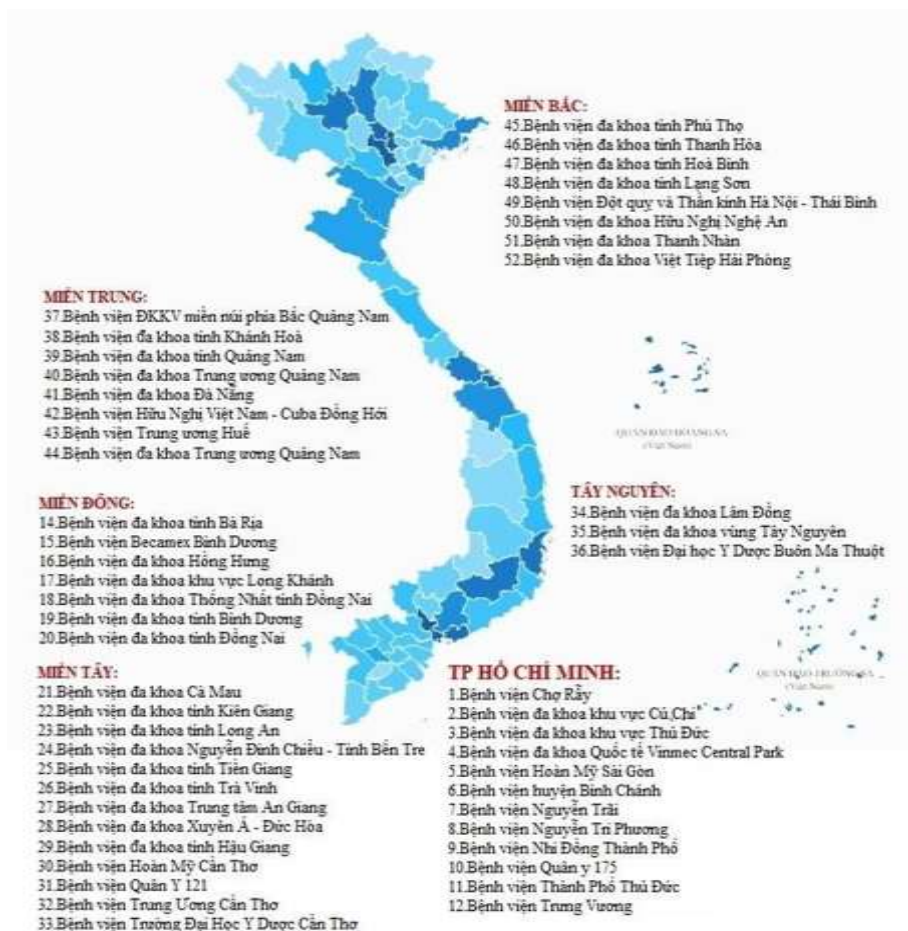 MIỀN BẮC:
45.Bệnh viện đa khoa tỉnh Phú Thọ
46.Bệnh viện đa khoa tỉnh Thanh Hóa
47.Bệnh viện đa khoa tỉnh Hoà Bình
48.Bệnh viện đa khoa tỉnh Lạng Sơn
49.Bệnh viện Đột quỵ và Thần kinh Hà Nội - Thái Bình
50.Bệnh viện đa khoa Hữu Nghị Nghệ An
51.Bệnh viện đa khoa Thanh Nhàn
52.Bệnh viện đa khoa Việt Tiệp Hải Phòng
MIỀN TRUNG:
37.Bệnh viện ĐKKV miền núi phía Bắc Quảng Nam
38.Bệnh viện đa khoa tỉnh Khánh Hoà
39.Bệnh viện đa khoa tỉnh Quảng Nam
40.Bệnh viện đa khoa Trung ương Quảng Nam
41.Bệnh viện đa khoa Đà Nẵng
42.Bệnh viện Hữu Nghị Việt Nam - Cuba Đồng Hới
43.Bệnh viện Trung ương Huế
44.Bệnh viện đa khoa Trung ương Quảng Nam
QUẦN ĐẢO HOÀNG SA
(Việt Nam)
MIỀN ĐÔNG:
14.Bệnh viện đa khoa tỉnh Bà Rịa
15.Bệnh viện Becamex Bình Dương
16.Bệnh viện đa khoa Hồng Hưng
17.Bệnh viện đa khoa khu vực Long Khánh
18.Bệnh viện đa khoa Thống Nhất tỉnh Đồng Nai
19.Bệnh viện đa khoa tỉnh Bình Dương
20.Bệnh viện đa khoa tỉnh Đồng Nai
TÂY NGUYÊN:
34.Bệnh viện đa khoa Lâm Đồng
35.Bệnh viện đa khoa vùng Tây Nguyên
36.Bệnh viện Đại học Y Dược Buôn Ma Thuột
QUẦN ĐẢO TRƯỜNG SA
(Việt Nam)
MIỀN TÂY:
21.Bệnh viện đa khoa Cà Mau
22.Bệnh viện đa khoa tỉnh Kiên Giang
23.Bệnh viện đa khoa tỉnh Long An
24.Bệnh viện đa khoa Nguyễn Đình Chiểu - Tỉnh Bến Tre
25.Bệnh viện đa khoa tỉnh Tiền Giang
26.Bệnh viện đa khoa tỉnh Trà Vinh
27.Bệnh viện đa khoa Trung tâm An Giang
28.Bệnh viện đa khoa Xuyên Á - Đức Hòa
29.Bệnh viện đa khoa tỉnh Hậu Giang
30.Bệnh viện Hoàn Mỹ Cần Thơ
31.Bệnh viện Quân Y 121
32.Bệnh viện Trung Ương Cần Thơ
33.Bệnh viện Trường Đại Học Y Dược Cần Thơ
TP HỒ CHÍ MINH:
1.Bệnh viện Chợ Rẫy
2.Bệnh viện đa khoa khu vực Củ Chi
3.Bệnh viện đa khoa khu vực Thủ Đức
4.Bệnh viện đa khoa Quốc tế Vinmec Central Park
5.Bệnh viện Hoàn Mỹ Sài Gòn
6.Bệnh viện huyện Bình Chánh
7.Bệnh viện Nguyễn Trãi
8.Bệnh viện Nguyễn Tri Phương
9.Bệnh viện Nhi Đồng Thành Phố
10.Bệnh viện Quân y 175
11.Bệnh viện Thành Phố Thủ Đức
12.Bệnh viện Trưng Vương